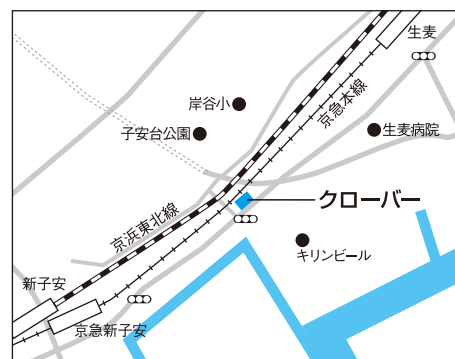 生麦
岸谷小
京急本線
子安台公園
生麦病院
クローバー
京浜東北線
キリンビール
新子安
京急新子安